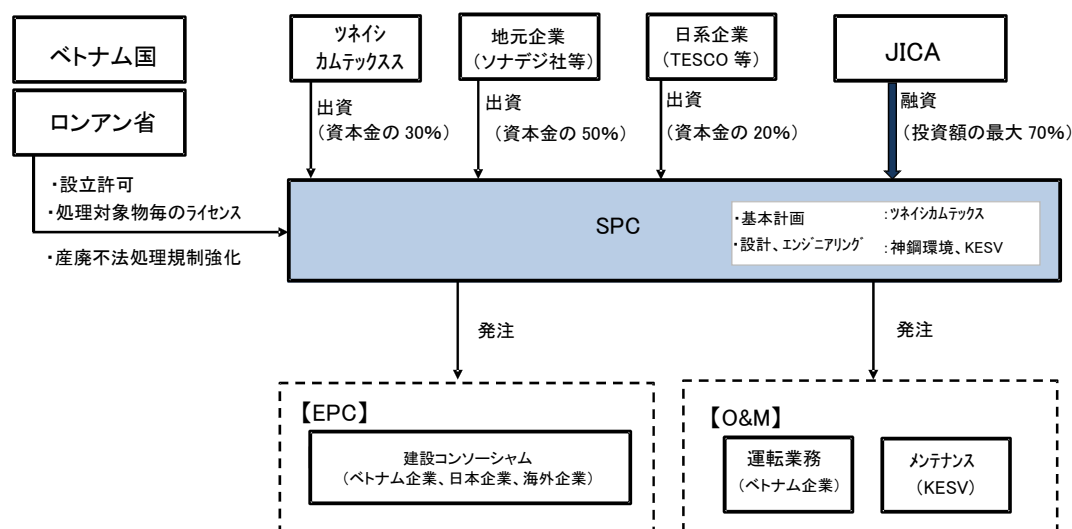 ベトナム国
ロンアン省
ツネイシ
カムテックスス
地元企業
(ソナデジ社等)
日系企業
(TESCO 等)
JICA
出資
(資本金の 30%)
出資
(資本金の 50%)
出資
(資本金の 20%)
融資
(投資額の最大 70%)
・設立許可
・処理対象物毎のライセンス
・産廃不法処理規制強化
SPC
・基本計画 :ツネイシカムテックス
・設計、エンジニアリング :神鋼環境、KESV
発注
発注
【EPC】
建設コンソーシャム
(ベトナム企業、日本企業、海外企業)
【O&M】
運転業務
(ベトナム企業)
メンテナンス
(KESV)